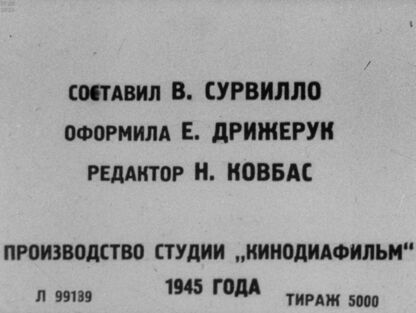 СОСТАВИЛ В. СУРВИЛЛО
ОФОРМИЛА Е. ДРИЖЕРУК
РЕДАКТОР Н. КОВБАС
ПРОИЗВОДСТВО СТУДИИ „КИНОДИАФИЛЬМ"
1945 ГОДА
Л 99139
ТИРАЖ 5000